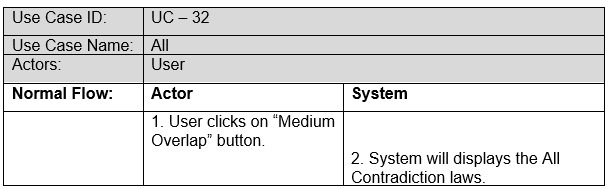 Use Case ID: UC – 32
Use Case Name: All
Actors: User
Normal Flow: Actor System
1. User clicks on “Medium
Overlap” button.
2. System will displays the All
Contradiction laws.